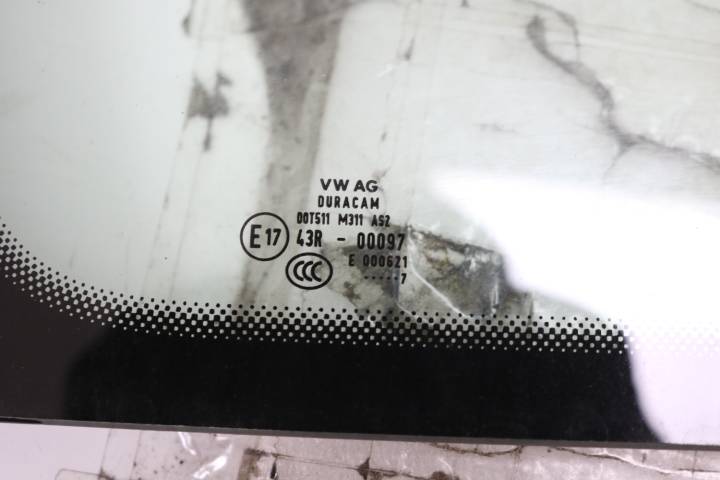 VW AG
DURACAM
DOT511 M311 AS2
E17 43R - 00097
E 000621
CCC
·····7